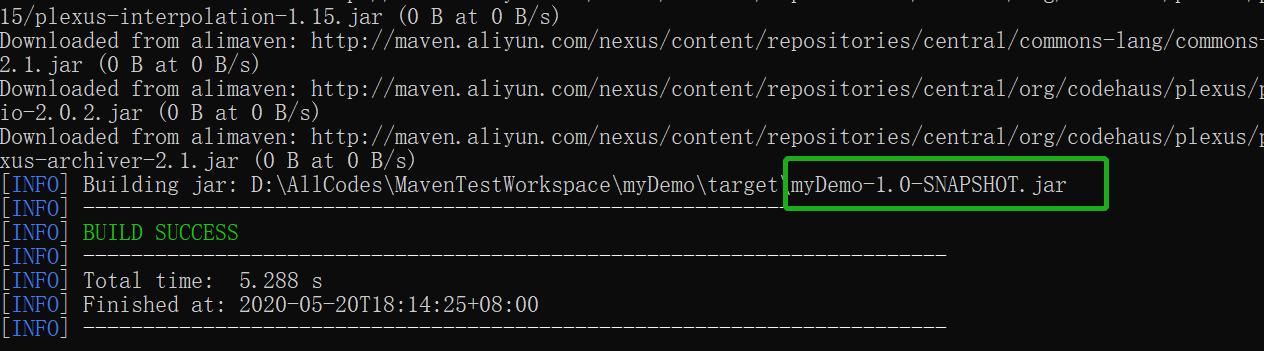 15/plexus-interpolation-1.15.jar (0 B at 0 B/s)
Downloaded from alimaven: http://maven.aliyun.com/nexus/content/repositories/central/commons-lang/commons-
2.1.jar (0 B at 0 B/s)
Downloaded from alimaven: http://maven.aliyun.com/nexus/content/repositories/central/org/codehaus/plexus/p
io-2.0.2.jar (0 B at 0 B/s)
Downloaded from alimaven: http://maven.aliyun.com/nexus/content/repositories/central/org/codehaus/plexus/p
xus-archiver-2.1.jar (0 B at 0 B/s)
[INFO] Building jar: D:\AllCodes\MavenTestWorkspace\myDemo\target\myDemo-1.0-SNAPSHOT.jar
[INFO] ------------------------------------------------------------------------
[INFO] BUILD SUCCESS
[INFO] ------------------------------------------------------------------------
[INFO] Total time:  5.288 s
[INFO] Finished at: 2020-05-20T18:14:25+08:00
[INFO] ------------------------------------------------------------------------